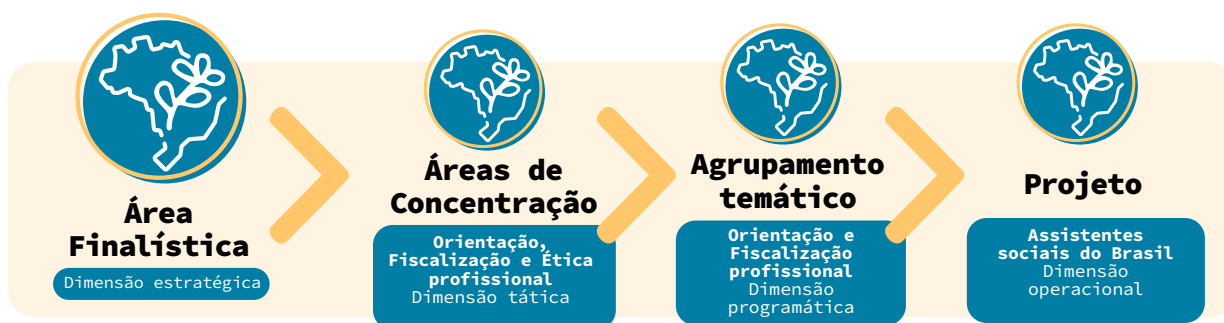 Área
Finalística
Dimensão estratégica
Áreas de
Concentração
Orientação,
Fiscalização e Ética
profissional
Dimensão tática
Agrupamento
temático
Orientação e
Fiscalização
profissional
Dimensão
programática
Projeto
Assistentes
sociais do Brasil
Dimensão
operacional